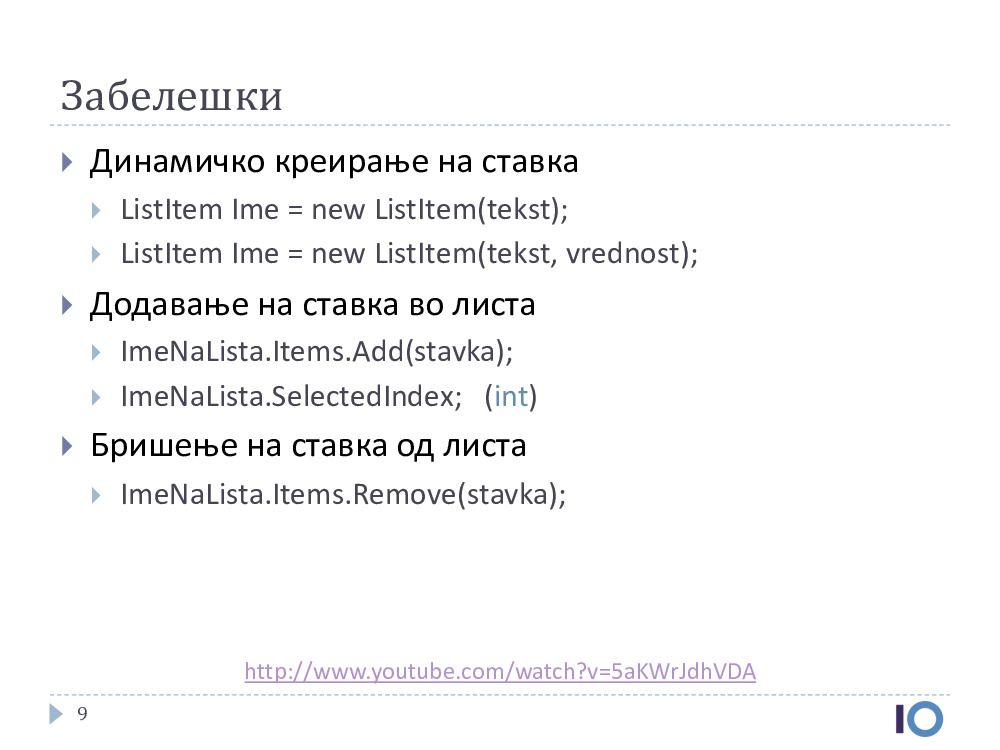 Забелешки
Динамичко креирање на ставка
ListItem Ime = new ListItem(tekst);
ListItem Ime = new ListItem(tekst, vrednost);
Додавање на ставка во листа
ImeNaLista.Items.Add(stavka);
ImeNaLista.SelectedIndex; (int)
Бришење на ставка од листа
ImeNaLista.Items.Remove(stavka);
http://www.youtube.com/watch?v=5aKWrJdhVDA
9
IO